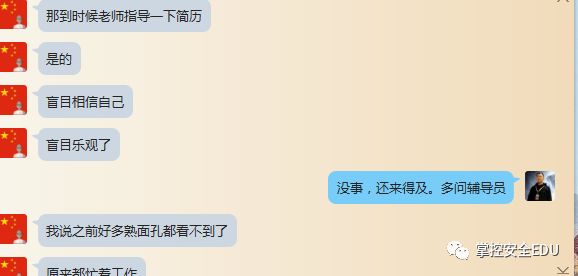 那到时候老师指导一下简历
是的
盲目相信自己
盲目乐观了
没事，还来得及。多问辅导员
我说之前好多熟面孔都看不到了
原来都忙着工作
掌控安全EDU